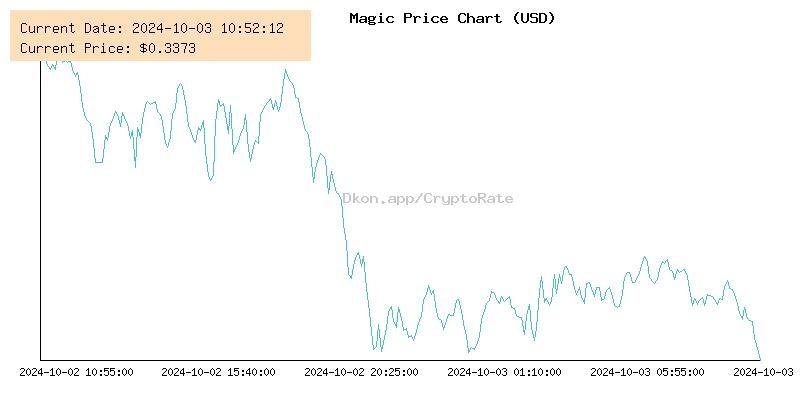 Magic Price Chart (USD)
Current Date: 2024-10-03 10:52:12
Current Price: $0.3373
Dkon.app/CryptoRate
2024-10-02 10:55:00 2024-10-02 15:40:00 2024-10-02 20:25:00 2024-10-03 01:10:00 2024-10-03 05:55:00 2024-10-03